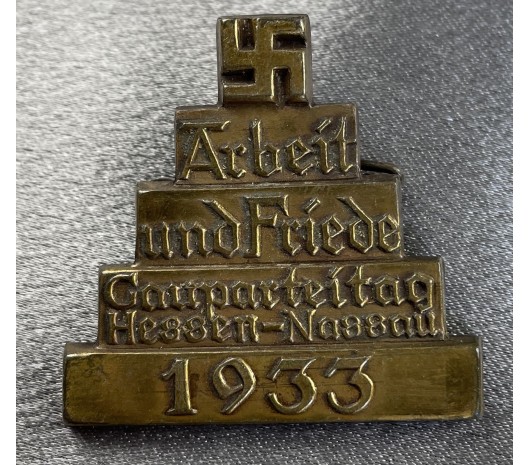 Arbeit
und Friede
Gauparteitag
Hessen-Nassau
1933